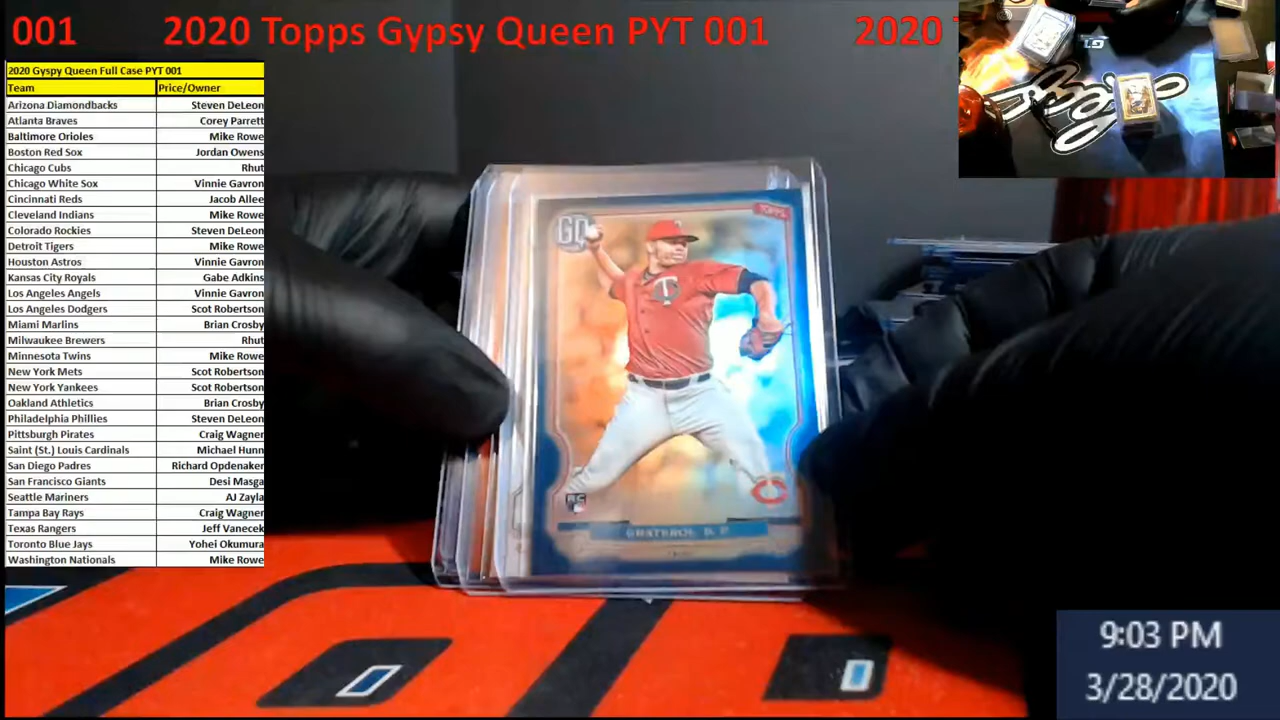 001 2020 Topps Gypsy Queen PYT 001 2020
2020 Gyspy Queen Full Case PYT 001
Team Price/Owner
Arizona Diamondbacks Steven DeLeon
Atlanta Braves Corey Parrett
Baltimore Orioles Mike Rowe
Boston Red Sox Jordan Owens
Chicago Cubs Rhut
Chicago White Sox Vinnie Gavron
Cincinnati Reds Jacob Allee
Cleveland Indians Mike Rowe
Colorado Rockies Steven DeLeon
Detroit Tigers Mike Rowe
Houston Astros Vinnie Gavron
Kansas City Royals Gabe Adkins
Los Angeles Angels Vinnie Gavron
Los Angeles Dodgers Scot Robertson
Miami Marlins Brian Crosby
Milwaukee Brewers Rhut
Minnesota Twins Mike Rowe
New York Mets Scot Robertson
New York Yankees Scot Robertson
Oakland Athletics Brian Crosby
Philadelphia Phillies Steven DeLeon
Pittsburgh Pirates Craig Wagner
Saint (St.) Louis Cardinals Michael Hunn
San Diego Padres Richard Opdenaker
San Francisco Giants Desi Masga
Seattle Mariners AJ Zayla
Tampa Bay Rays Craig Wagner
Texas Rangers Jeff Vanecek
Toronto Blue Jays Yohei Okumura
Washington Nationals Mike Rowe
GQ
TOPPS
RC
GRATEROL, B. P.
9:03 PM
3/28/2020